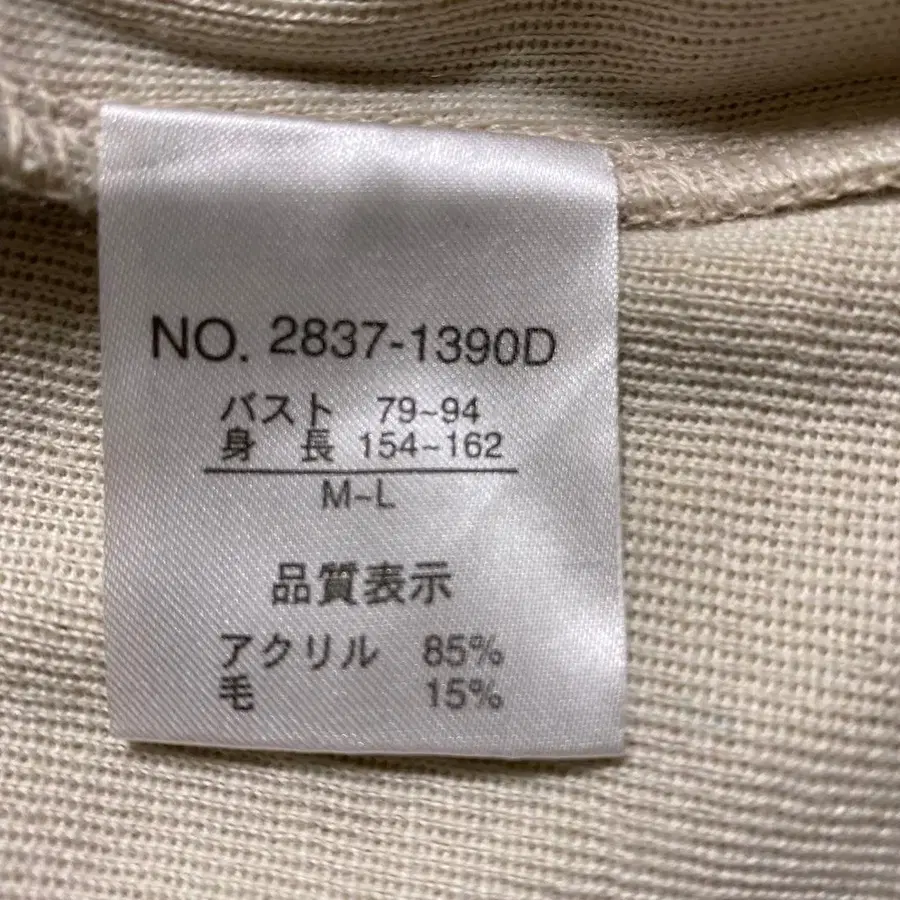 NO. 2837-1390D
バスト 79~94
身長 154~162
M-L
品質表示
アクリル 85%
毛 15%